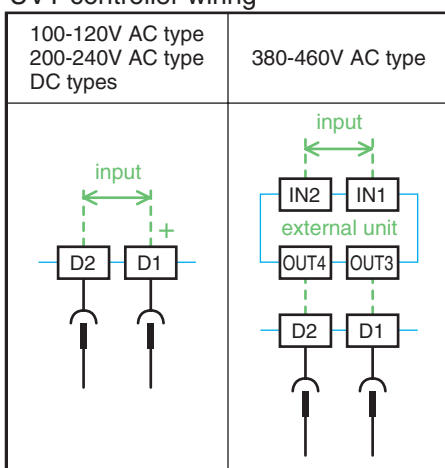 UVT controller wiring
100-120V AC type
200-240V AC type
DC types
380-460V AC type
input
+
D2 D1
input
IN2 IN1
external unit
OUT4 OUT3
D2 D1